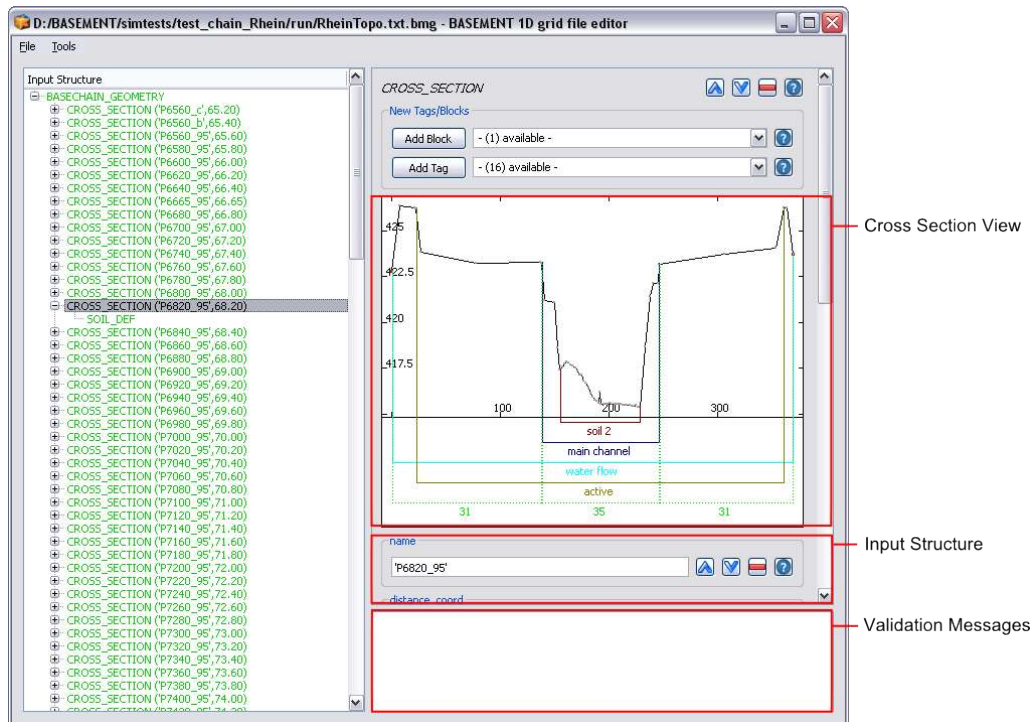 D:/BASEMENT/simtests/test_chain_Rhein/run/RheinTopo.txt.bmg - BASEMENT 1D grid file editor
File Tools
Input Structure
BASECHAIN_GEOMETRY
CROSS_SECTION ('P6560_c',65.20)
CROSS_SECTION ('P6560_b',65.40)
CROSS_SECTION ('P6560_95',65.60)
CROSS_SECTION ('P6580_95',65.80)
CROSS_SECTION ('P6600_95',66.00)
CROSS_SECTION ('P6620_95',66.20)
CROSS_SECTION ('P6640_95',66.40)
CROSS_SECTION ('P6665_95',66.65)
CROSS_SECTION ('P6680_95',66.80)
CROSS_SECTION ('P6700_95',67.00)
CROSS_SECTION ('P6720_95',67.20)
CROSS_SECTION ('P6740_95',67.40)
CROSS_SECTION ('P6760_95',67.60)
CROSS_SECTION ('P6780_95',67.80)
CROSS_SECTION ('P6800_95',68.00)
CROSS_SECTION ('P6820_95',68.20)
SOIL_DEF
CROSS_SECTION ('P6840_95',68.40)
CROSS_SECTION ('P6860_95',68.60)
CROSS_SECTION ('P6880_95',68.80)
CROSS_SECTION ('P6900_95',69.00)
CROSS_SECTION ('P6920_95',69.20)
CROSS_SECTION ('P6940_95',69.40)
CROSS_SECTION ('P6960_95',69.60)
CROSS_SECTION ('P6980_95',69.80)
CROSS_SECTION ('P7000_95',70.00)
CROSS_SECTION ('P7020_95',70.20)
CROSS_SECTION ('P7040_95',70.40)
CROSS_SECTION ('P7060_95',70.60)
CROSS_SECTION ('P7080_95',70.80)
CROSS_SECTION ('P7100_95',71.00)
CROSS_SECTION ('P7120_95',71.20)
CROSS_SECTION ('P7140_95',71.40)
CROSS_SECTION ('P7160_95',71.60)
CROSS_SECTION ('P7180_95',71.80)
CROSS_SECTION ('P7200_95',72.00)
CROSS_SECTION ('P7220_95',72.20)
CROSS_SECTION ('P7240_95',72.40)
CROSS_SECTION ('P7260_95',72.60)
CROSS_SECTION ('P7280_95',72.80)
CROSS_SECTION ('P7300_95',73.00)
CROSS_SECTION ('P7320_95',73.20)
CROSS_SECTION ('P7340_95',73.40)
CROSS_SECTION ('P7360_95',73.60)
CROSS_SECTION ('P7380_95',73.80)
CROSS_SECTION ('P7400_95',74.00)
CROSS_SECTION
New Tags/Blocks
Add Block - (1) available -
Add Tag - (16) available -
425
422.5
420
417.5
100 200 300
soil 2
main channel
water flow
active
31 35 31
name
'P6820_95'
distance_coord
Cross Section View
Input Structure
Validation Messages